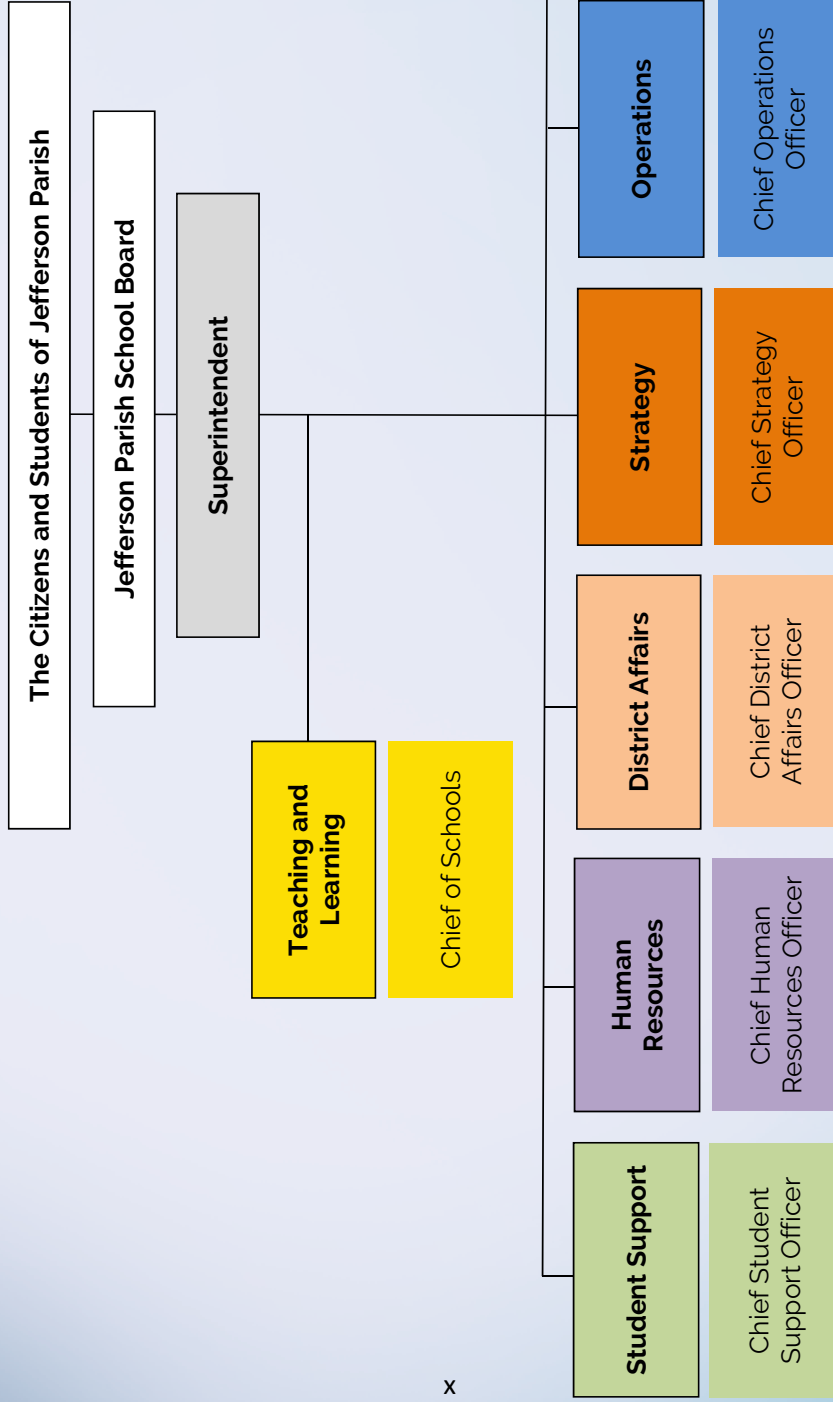 The Citizens and Students of Jefferson Parish
Jefferson Parish School Board
Superintendent
Teaching and
Learning
Chief of Schools
Student Support
Chief Student
Support Officer
Human
Resources
Chief Human
Resources Officer
District Affairs
Chief District
Affairs Officer
Strategy
Chief Strategy
Officer
Operations
Chief Operations
Officer
x